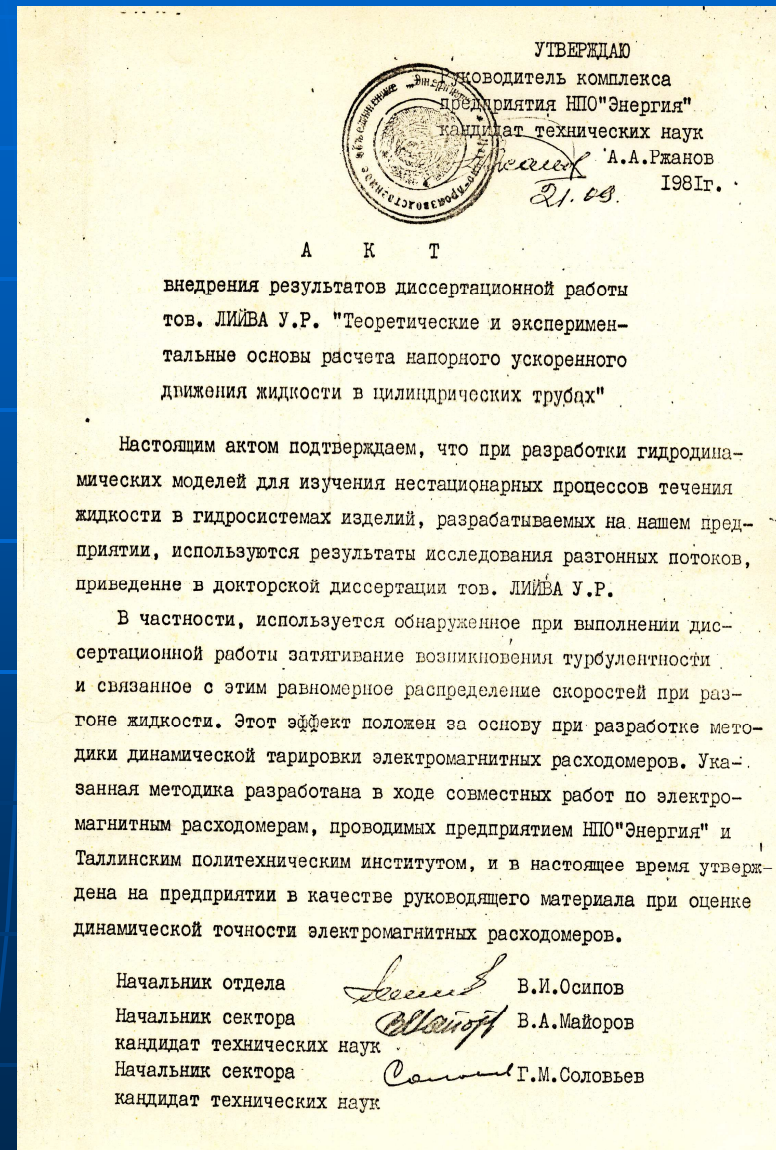 УТВЕРЖДАЮ
Руководитель комплекса
предприятия НПО"Энергия"
кандидат технических наук
А.А.Ржанов
21.09. 1981г.
А К Т
внедрения результатов диссертационной работы
тов. ЛИЙВА У.Р. "Теоретические и эксперимен-
тальные основы расчета напорного ускоренного
движения жидкости в цилиндрических трубах"
Настоящим актом подтверждаем, что при разработки гидродина-
мических моделей для изучения нестационарных процессов течения
жидкости в гидросистемах изделий, разрабатываемых на нашем пред-
приятии, используются результаты исследования разгонных потоков,
приведенне в докторской диссертации тов. ЛИЙВА У.Р.
В частности, используется обнаруженное при выполнении дис-
сертационной работы затягивание возникновения турбулентности
и связанное с этим равномерное распределение скоростей при раз-
гоне жидкости. Этот эффект положен за основу при разработке мето-
дики динамической тарировки электромагнитных расходомеров. Ука-
занная методика разработана в ходе совместных работ по электро-
магнитным расходомерам, проводимых предприятием НПО"Энергия" и
Таллинским политехническим институтом, и в настоящее время утверж-
дена на предприятии в качестве руководящего материала при оценке
динамической точности электромагнитных расходомеров.
Начальник отдела В.И.Осипов
Начальник сектора В.А.Майоров
кандидат технических наук
Начальник сектора Г.М.Соловьев
кандидат технических наук